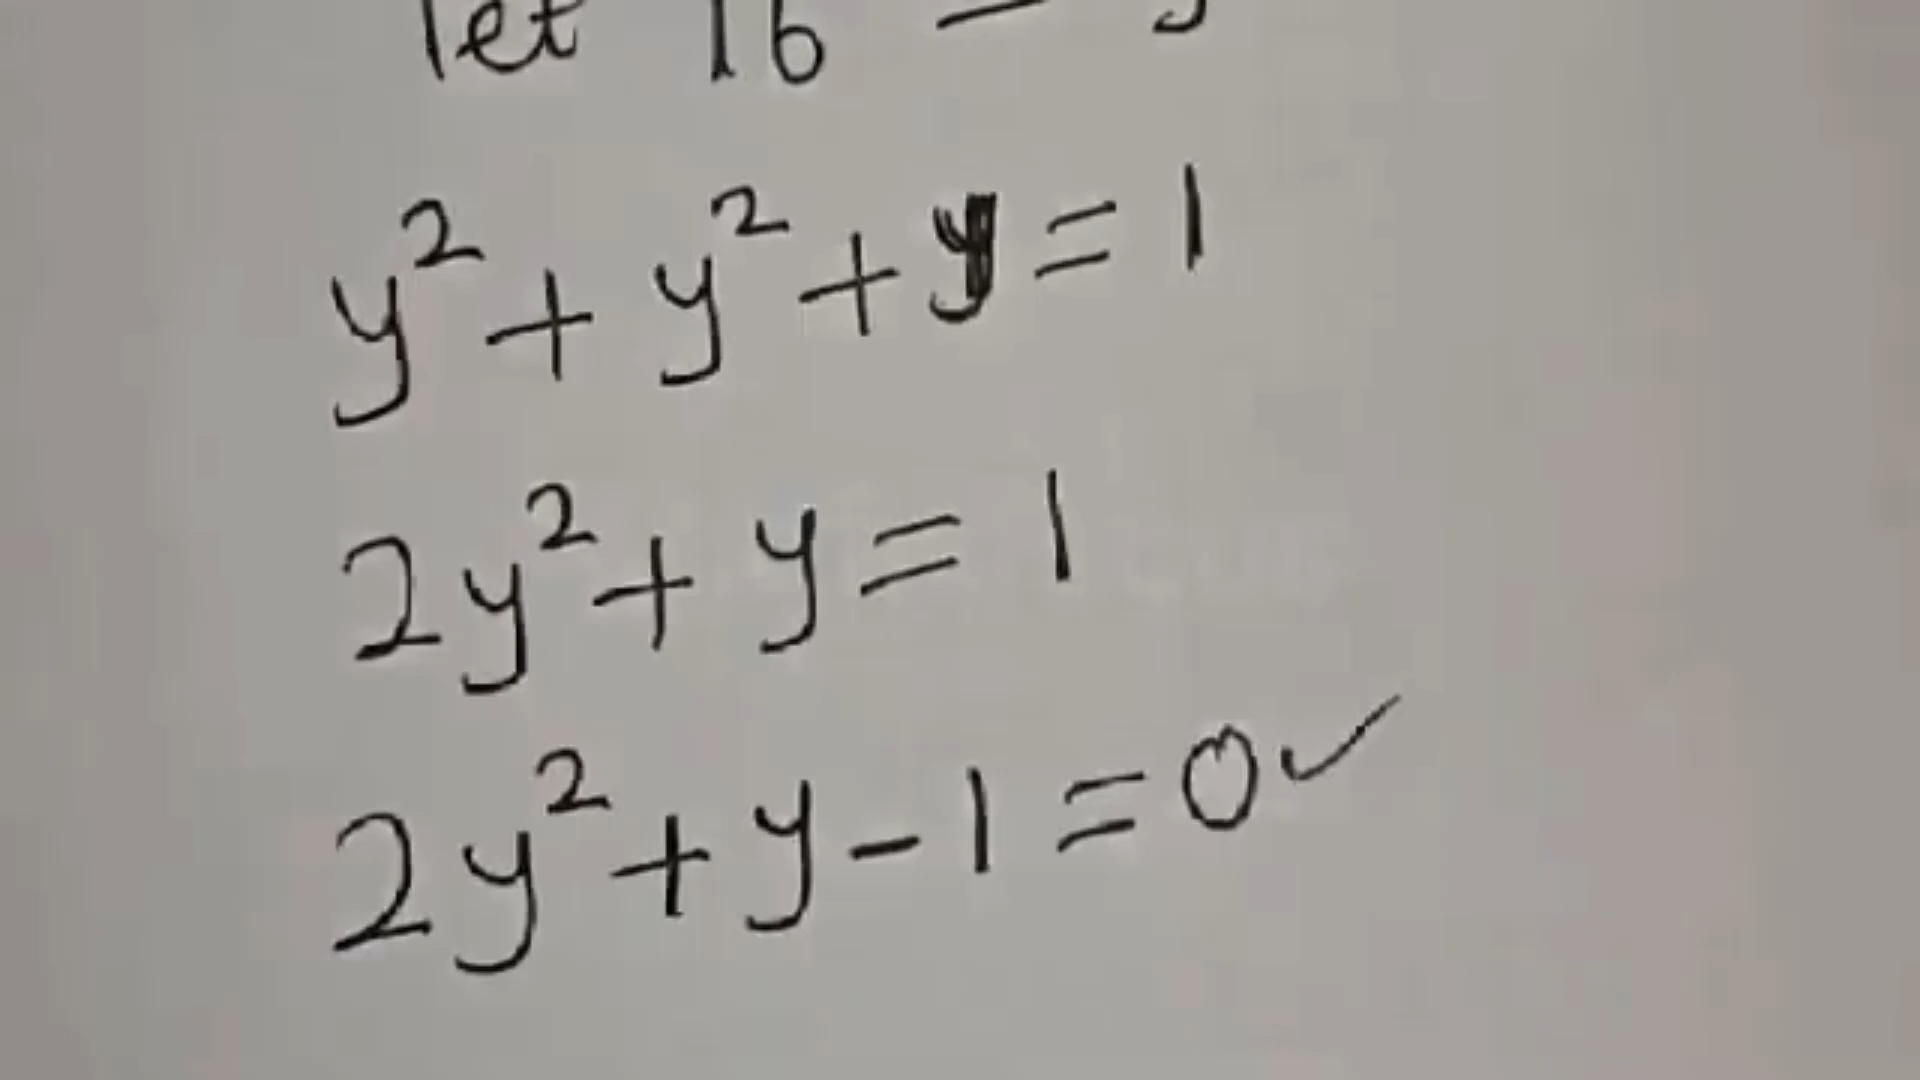 let 16 = y
y² + y² + y = 1
2y² + y = 1
2y² + y - 1 = 0 ✓